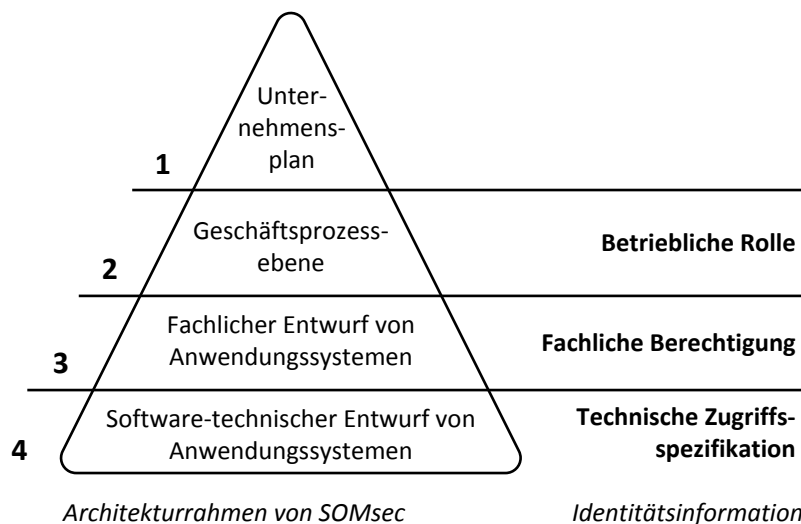 Unter-
nehmens-
plan
1
Geschäftsprozess-
ebene
Betriebliche Rolle
2
Fachlicher Entwurf von
Anwendungssystemen
Fachliche Berechtigung
3
Software-technischer Entwurf von
Anwendungssystemen
Technische Zugriffs-
spezifikation
4
Architekturrahmen von SOMsec
Identitätsinformation